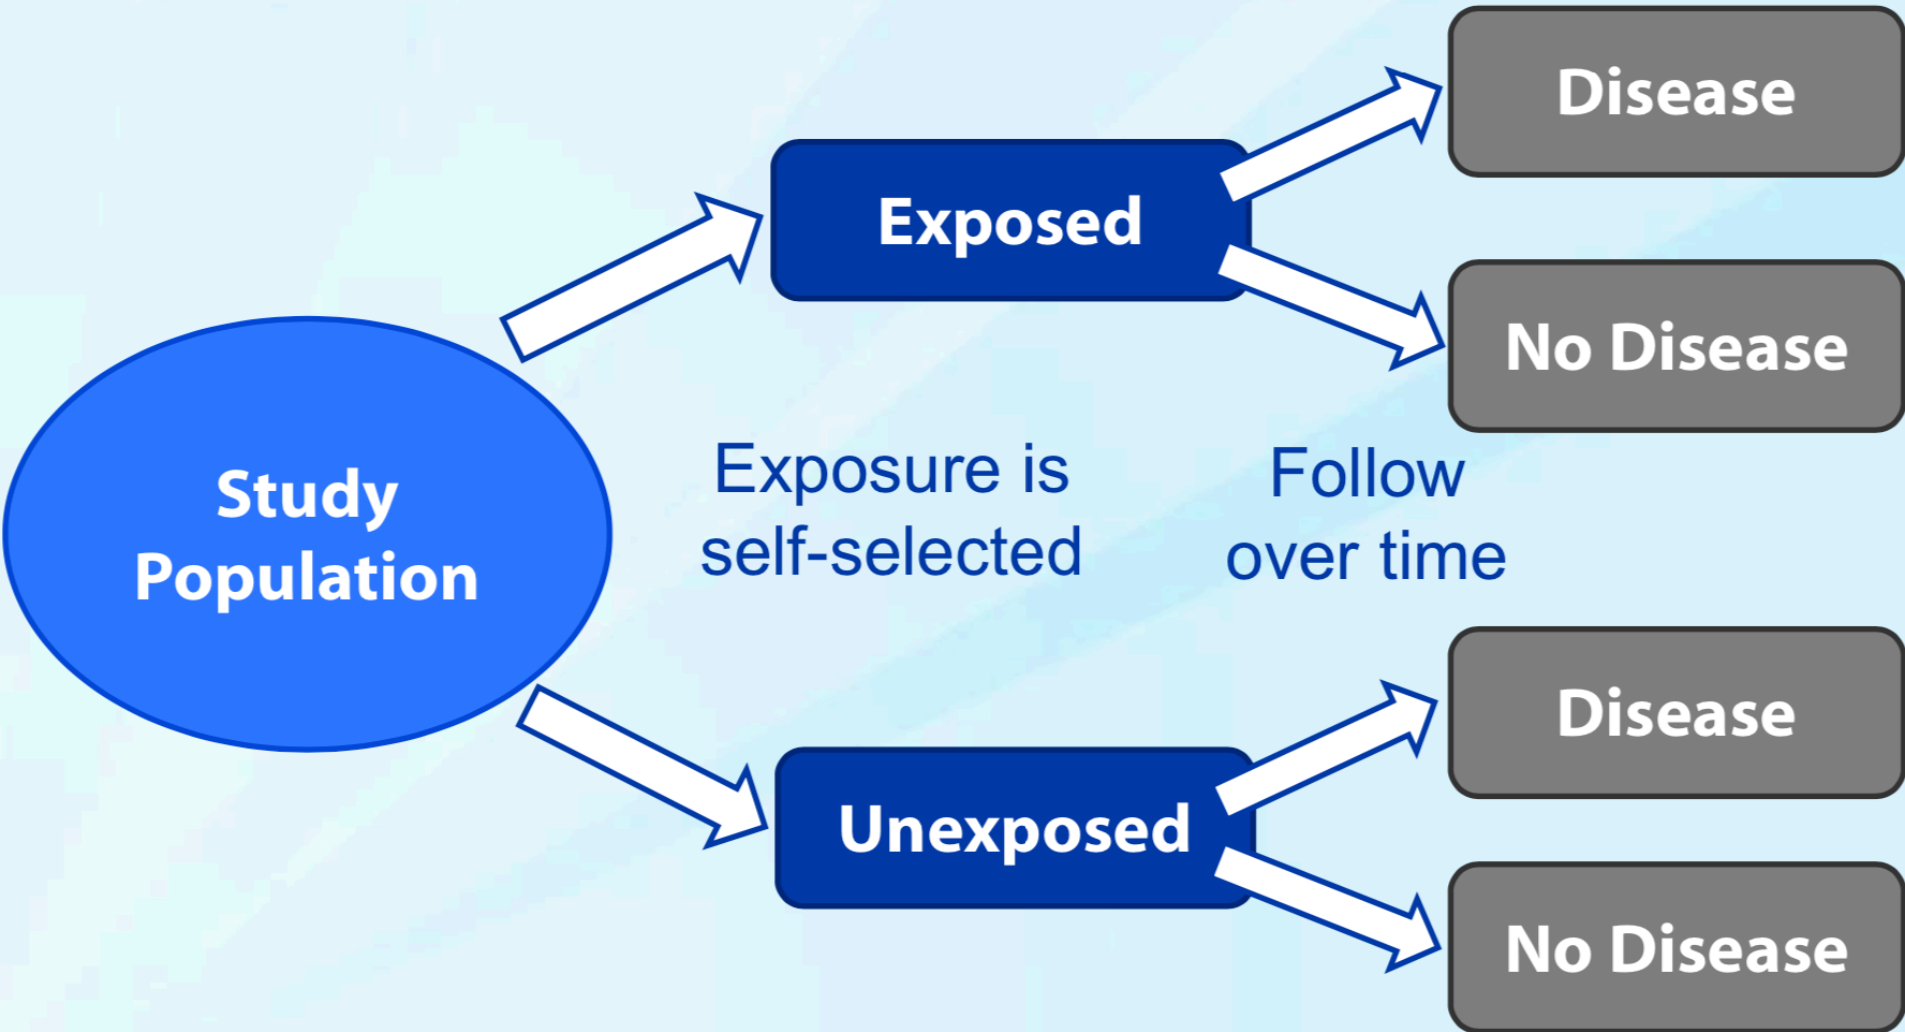 Disease
Exposed
No Disease
Study
Population
Exposure is
self-selected
Follow
over time
Disease
Unexposed
No Disease